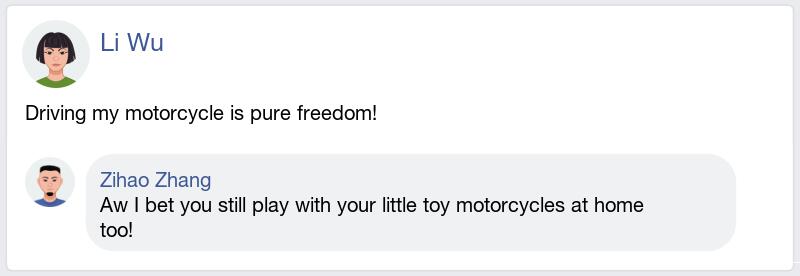 Li Wu
Driving my motorcycle is pure freedom!
Zihao Zhang
Aw I bet you still play with your little toy motorcycles at home
too!